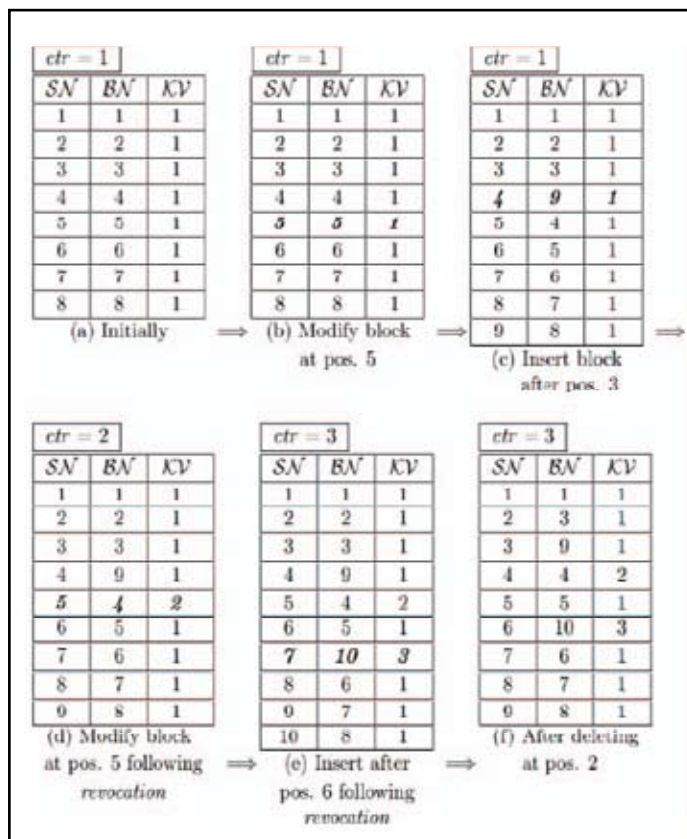 ctr = 1 ctr = 1 ctr = 1
SN BN KV SN BN KV SN BN KV
1 1 1 1 1 1 1 1 1
2 2 1 2 2 1 2 2 1
3 3 1 3 3 1 3 3 1
4 4 1 4 4 1 4 9 1
5 5 1 5 5 1 5 4 1
6 6 1 6 6 1 6 5 1
7 7 1 7 7 1 7 6 1
8 8 1 8 8 1 8 7 1
(a) Initially ⟹ (b) Modify block ⟹ 9 8 1 ⟹
at pos. 5 (c) Insert block
after pos. 3
ctr = 2 ctr = 3 ctr = 3
SN BN KV SN BN KV SN BN KV
1 1 1 1 1 1 1 1 1
2 2 1 2 2 1 2 3 1
3 3 1 3 3 1 3 9 1
4 9 1 4 9 1 4 4 2
5 4 2 5 4 2 5 5 1
6 5 1 6 5 1 6 10 3
7 6 1 7 10 3 7 6 1
8 7 1 8 6 1 8 7 1
9 8 1 9 7 1 9 8 1
(d) Modify block 10 8 1 (f) After deleting
at pos. 5 following ⟹ (e) Insert after ⟹ at pos. 2
revocation pos. 6 following
revocation